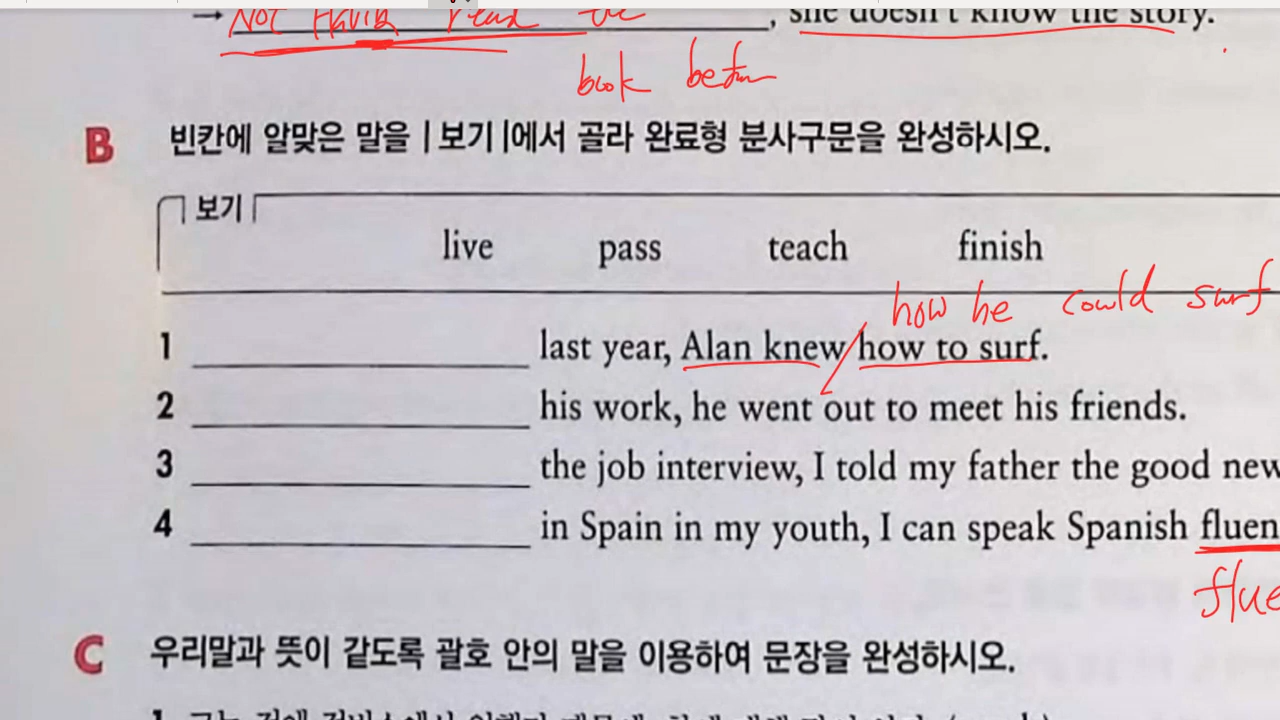 → Not Having read the, she doesn't know the story.
book before
B 빈칸에 알맞은 말을 |보기|에서 골라 완료형 분사구문을 완성하시오.
보기
live pass teach finish
how he could surf
1 last year, Alan knew / how to surf.
2 his work, he went out to meet his friends.
3 the job interview, I told my father the good new
4 in Spain in my youth, I can speak Spanish fluen
flue
C 우리말과 뜻이 같도록 괄호 안의 말을 이용하여 문장을 완성하시오.